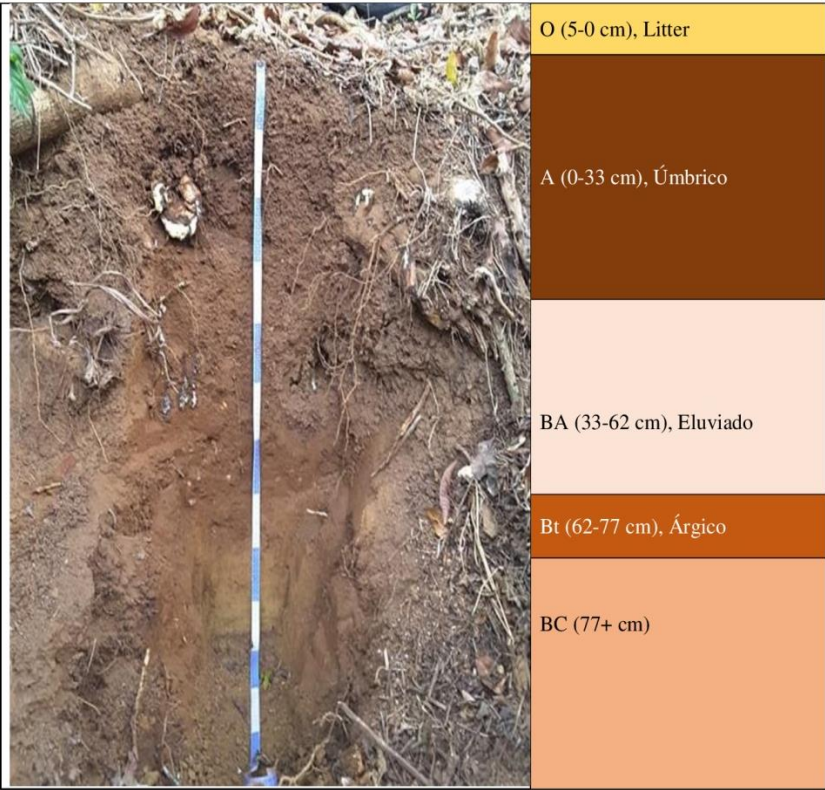 O (5-0 cm), Litter
A (0-33 cm), Úmbrico
BA (33-62 cm), Eluviado
Bt (62-77 cm), Árgico
BC (77+ cm)